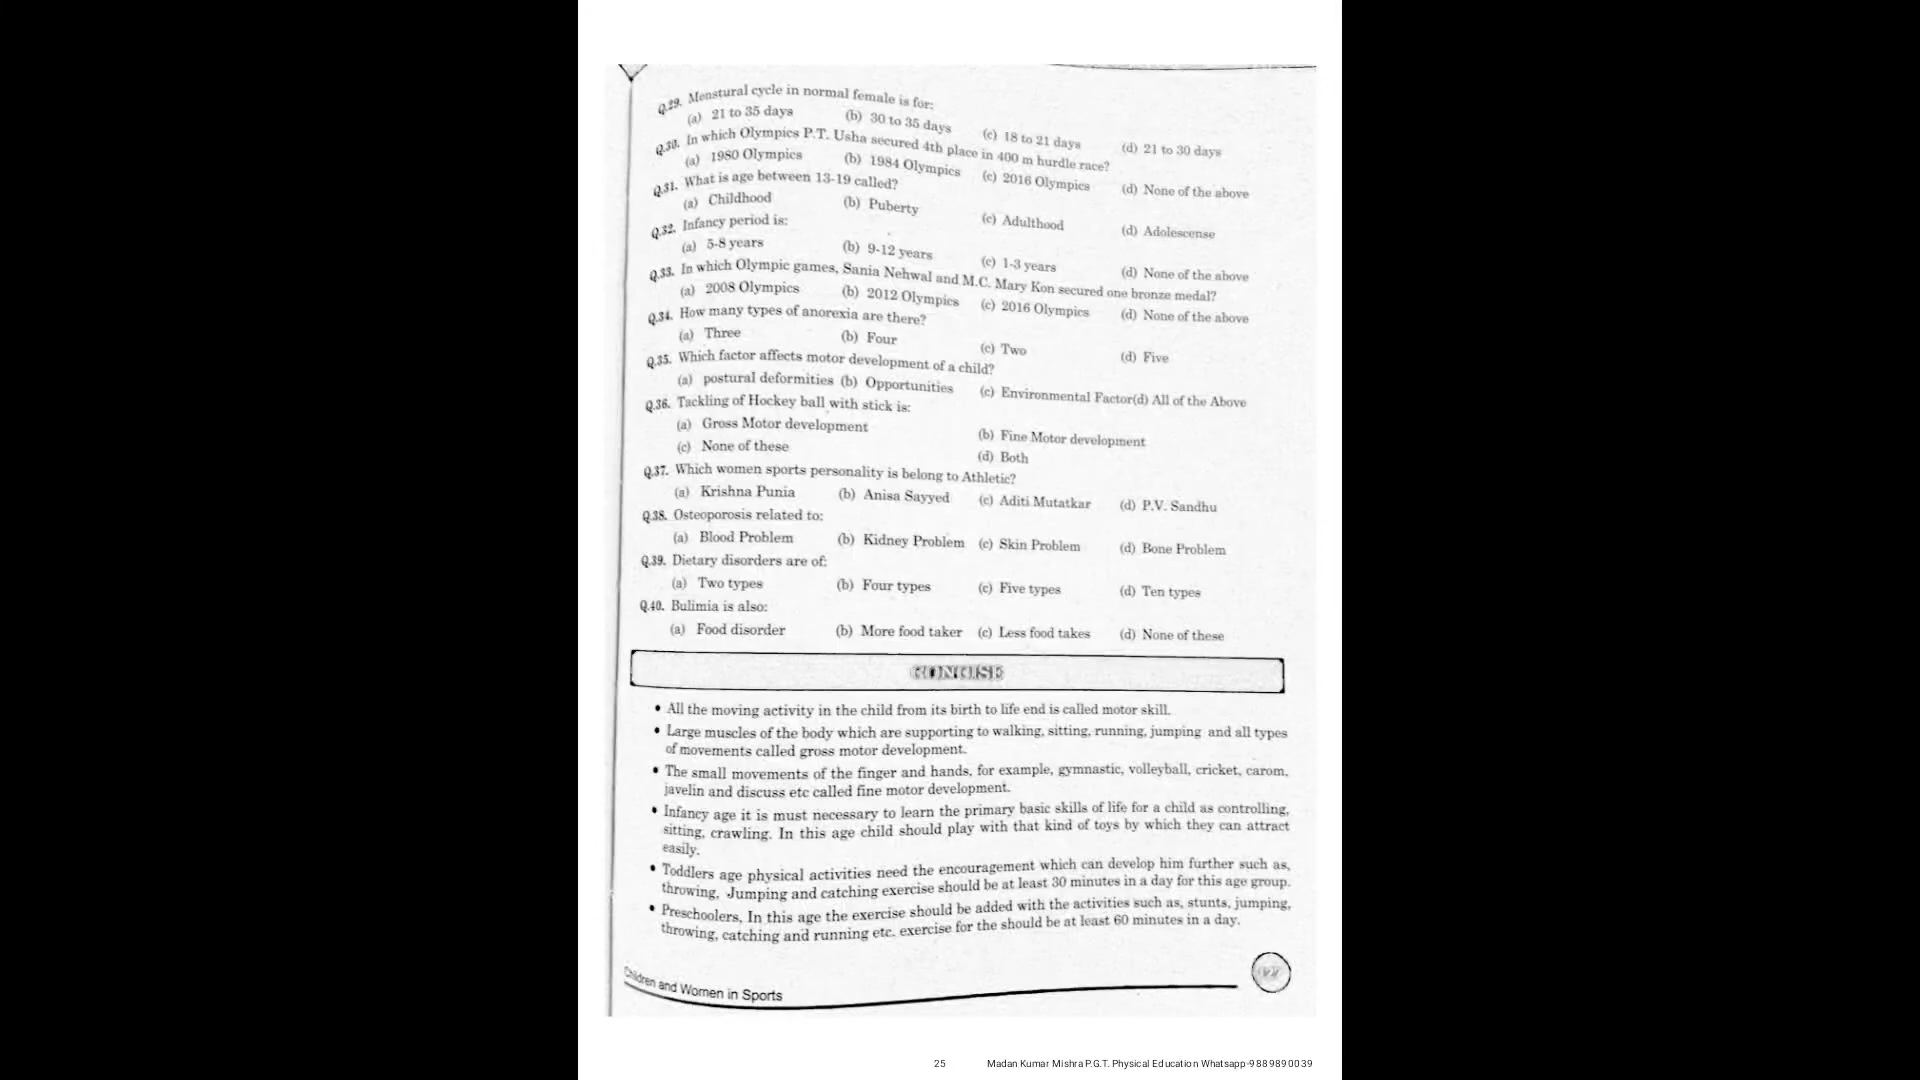 Q.29. Menstural cycle in normal female is for:
(a) 21 to 35 days (b) 30 to 35 days (c) 18 to 21 days (d) 21 to 30 days
Q.30. In which Olympics P.T. Usha secured 4th place in 400 m hurdle race?
(a) 1980 Olympics (b) 1984 Olympics (c) 2016 Olympics (d) None of the above
Q.31. What is age between 13-19 called?
(a) Childhood (b) Puberty (c) Adulthood (d) Adolescense
Q.32. Infancy period is:
(a) 5-8 years (b) 9-12 years (c) 1-3 years (d) None of the above
Q.33. In which Olympic games, Sania Nehwal and M.C. Mary Kon secured one bronze medal?
(a) 2008 Olympics (b) 2012 Olympics (c) 2016 Olympics (d) None of the above
Q.34. How many types of anorexia are there?
(a) Three (b) Four (c) Two (d) Five
Q.35. Which factor affects motor development of a child?
(a) postural deformities (b) Opportunities (c) Environmental Factor(d) All of the Above
Q.36. Tackling of Hockey ball with stick is:
(a) Gross Motor development (b) Fine Motor development
(c) None of these (d) Both
Q.37. Which women sports personality is belong to Athletic?
(a) Krishna Punia (b) Anisa Sayyed (c) Aditi Mutatkar (d) P.V. Sandhu
Q.38. Osteoporosis related to:
(a) Blood Problem (b) Kidney Problem (c) Skin Problem (d) Bone Problem
Q.39. Dietary disorders are of:
(a) Two types (b) Four types (c) Five types (d) Ten types
Q.40. Bulimia is also:
(a) Food disorder (b) More food taker (c) Less food takes (d) None of these
CONCISE
• All the moving activity in the child from its birth to life end is called motor skill.
• Large muscles of the body which are supporting to walking, sitting, running, jumping and all types
of movements called gross motor development.
• The small movements of the finger and hands, for example, gymnastic, volleyball, cricket, carom,
javelin and discuss etc called fine motor development.
• Infancy age it is must necessary to learn the primary basic skills of life for a child as controlling,
sitting, crawling. In this age child should play with that kind of toys by which they can attract
easily.
• Toddlers age physical activities need the encouragement which can develop him further such as,
throwing, Jumping and catching exercise should be at least 30 minutes in a day for this age group.
• Preschoolers, In this age the exercise should be added with the activities such as, stunts, jumping,
throwing, catching and running etc. exercise for the should be at least 60 minutes in a day.
Children and Women in Sports
25 Madan Kumar Mishra P.G.T. Physical Education Whatsapp-9889890039